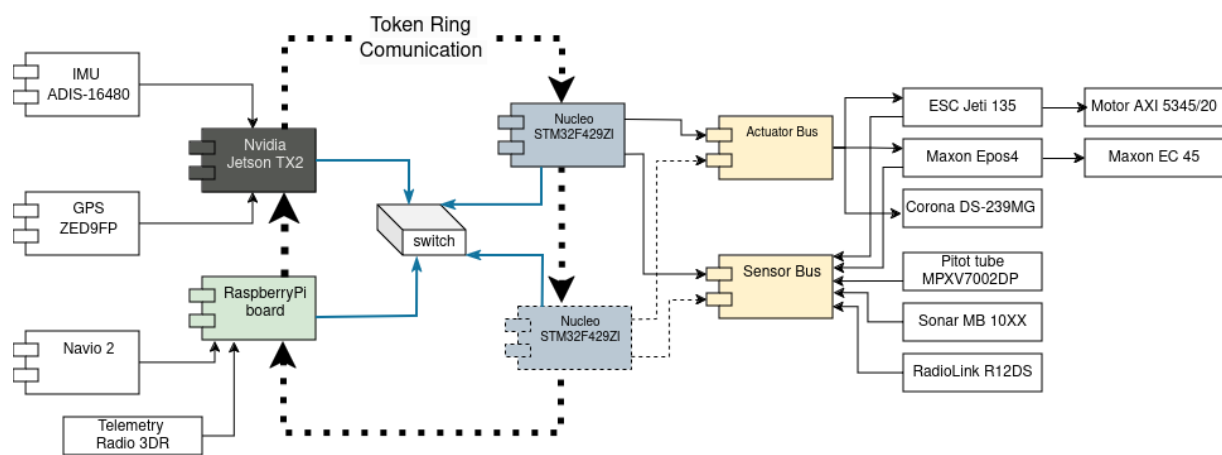 Token Ring
Comunication
IMU
ADIS-16480
Nvidia
Jetson TX2
GPS
ZED9FP
RaspberryPi
board
Navio 2
Telemetry
Radio 3DR
switch
Nucleo
STM32F429ZI
Nucleo
STM32F429ZI
Actuator Bus
Sensor Bus
ESC Jeti 135
Motor AXI 5345/20
Maxon Epos4
Maxon EC 45
Corona DS-239MG
Pitot tube
MPXV7002DP
Sonar MB 10XX
RadioLink R12DS